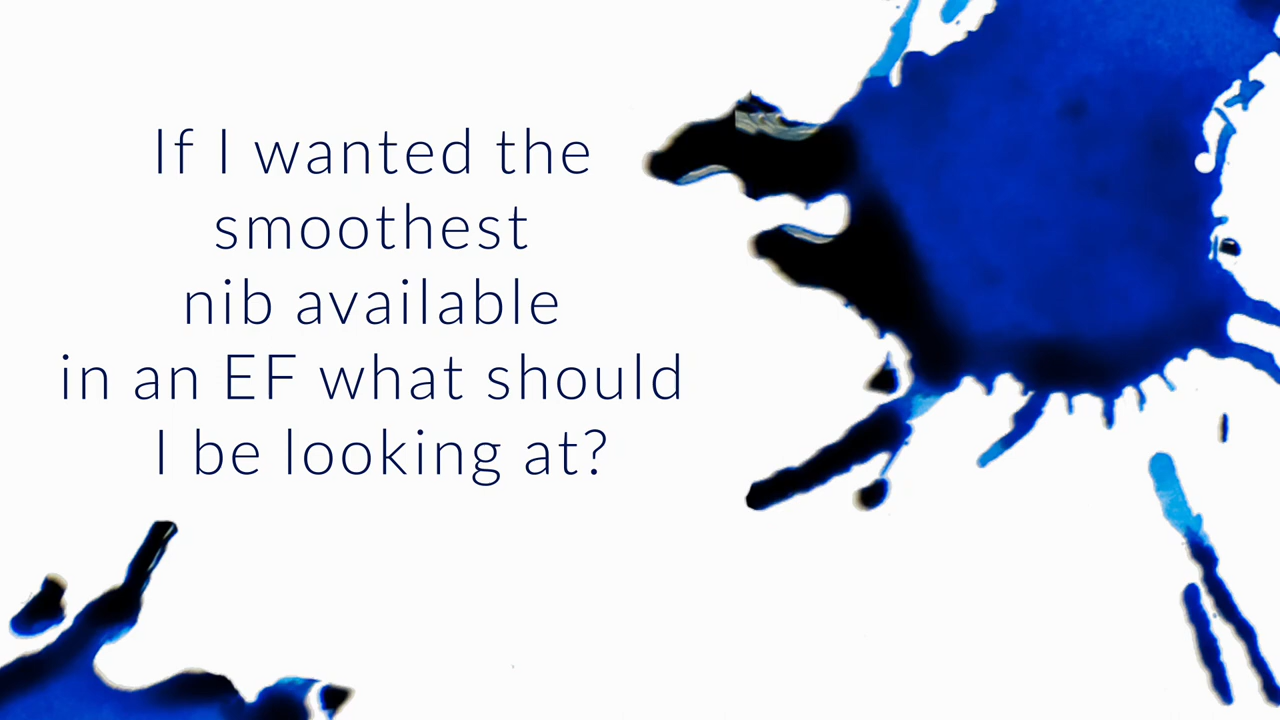 If I wanted the
smoothest
nib available
in an EF what should
I be looking at?